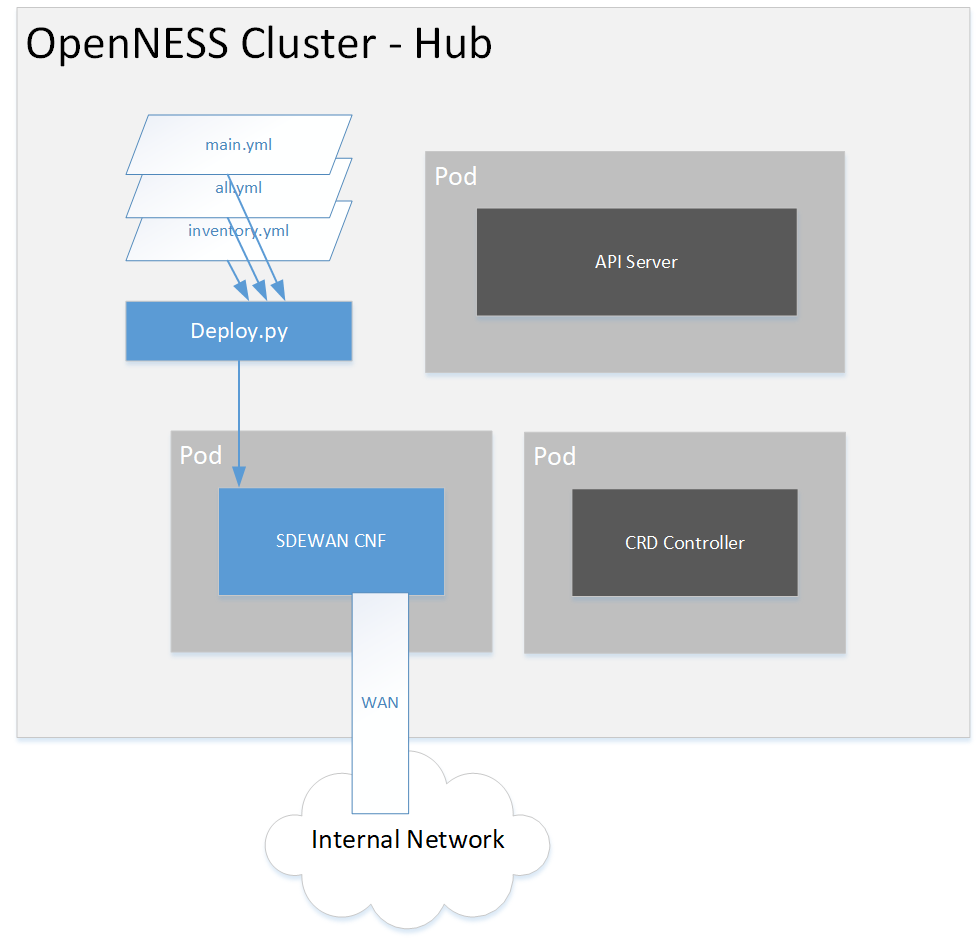 OpenNESS Cluster - Hub
main.yml
all.yml
inventory.yml
Deploy.py
Pod
API Server
Pod
SDEWAN CNF
Pod
CRD Controller
WAN
Internal Network